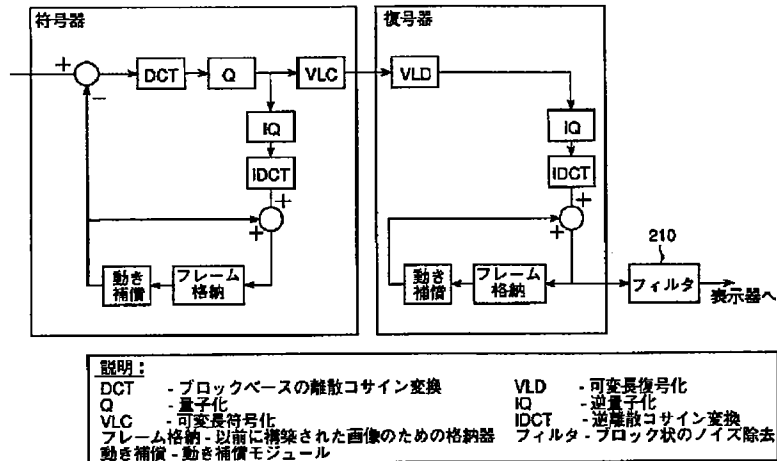 符号器
復号器
+
−
DCT
Q
VLC
VLD
IQ
IQ
IDCT
IDCT
+
+
+
+
210
動き
補償
フレーム
格納
動き
補償
フレーム
格納
フィルタ
表示器へ
説明:
DCT - ブロックベースの離散コサイン変換
Q - 量子化
VLC - 可変長符号化
フレーム格納 - 以前に構築された画像のための格納器
動き補償 - 動き補償モジュール
VLD - 可変長復号化
IQ - 逆量子化
IDCT - 逆離散コサイン変換
フィルタ - ブロック状のノイズ除去